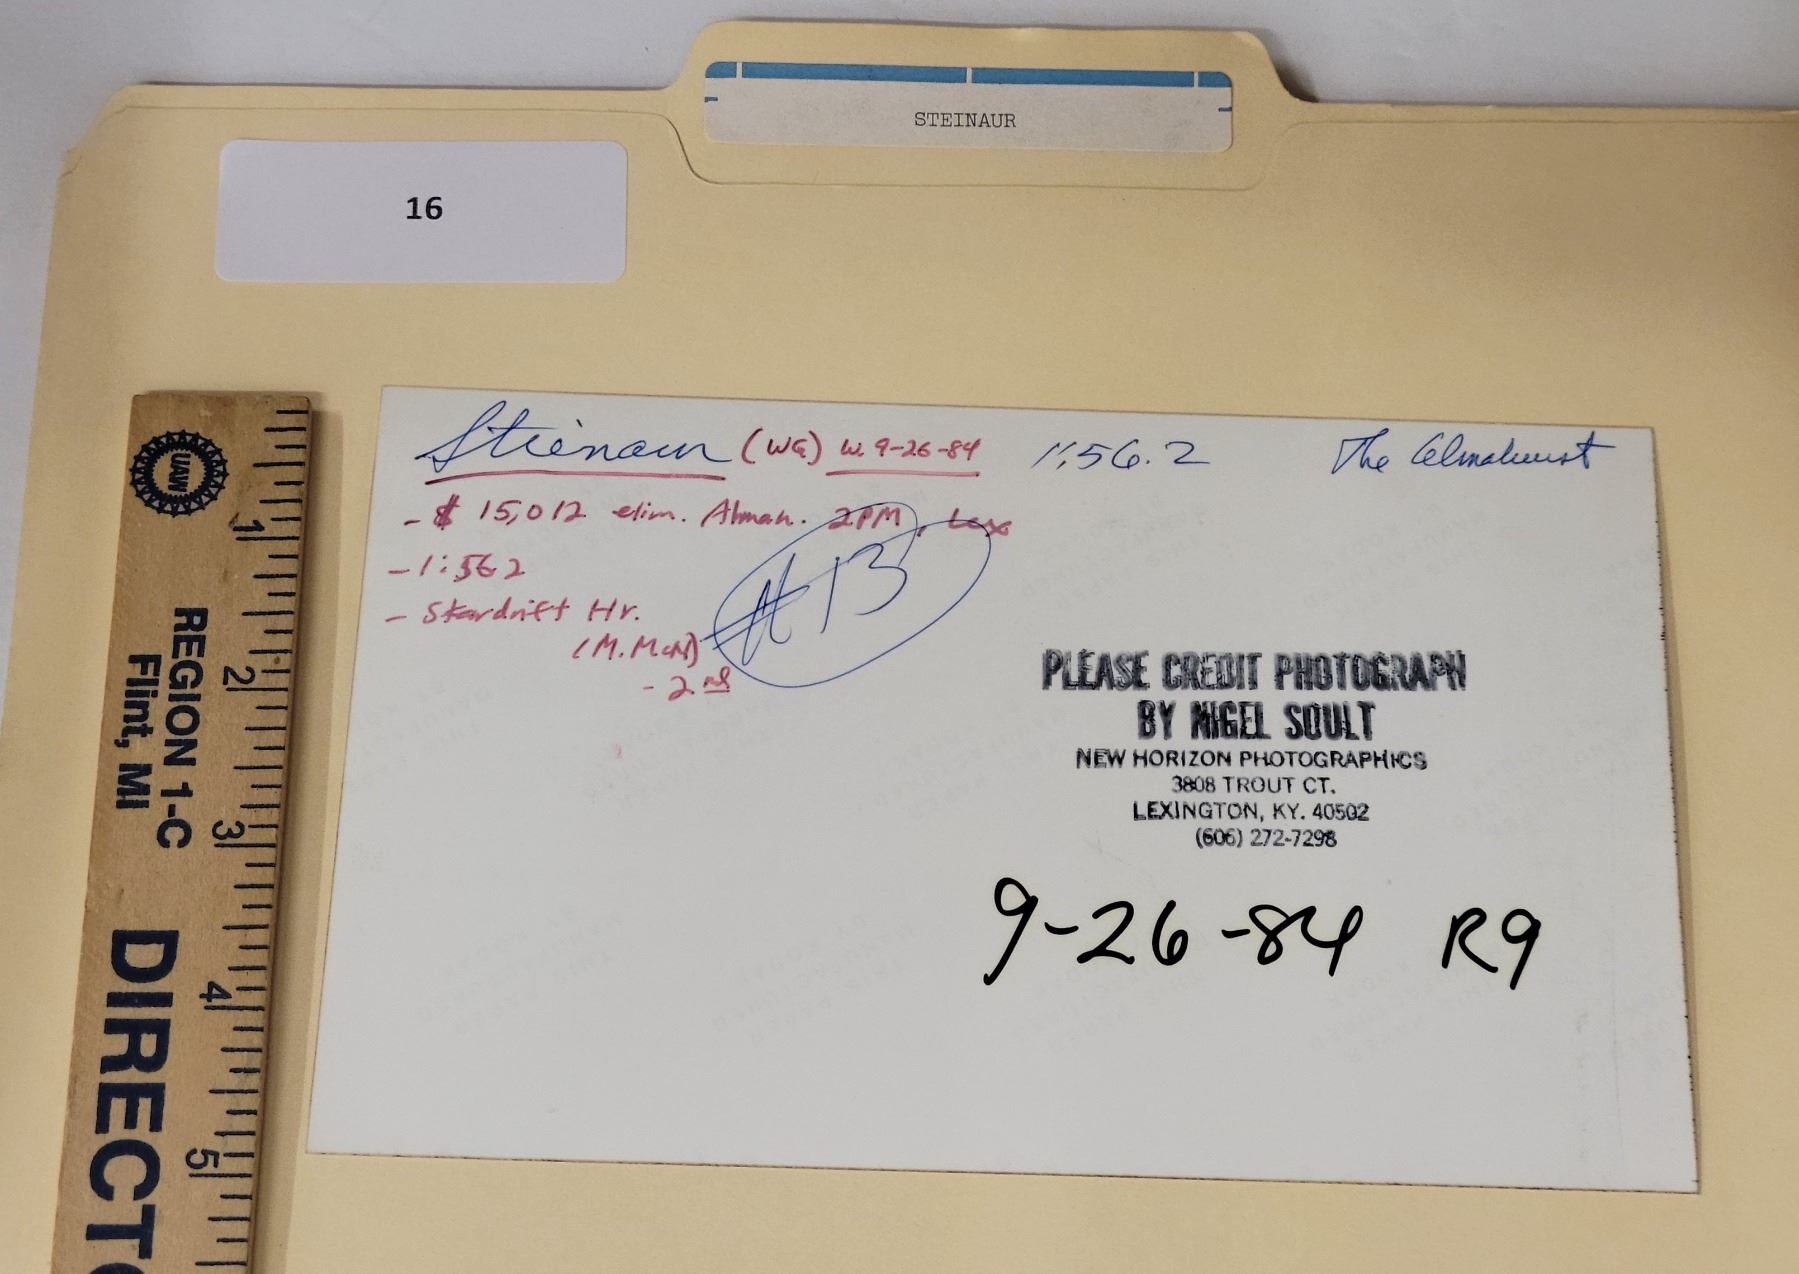 STEINAUR
16
Steinaur (WG) W. 9-26-84 1:56.2 The Almahurst
- $ 15,012 elim. Almah. 2PM, Lex
- 1:562
- Stardrift Hr.
(M. McN)
- 2nd
#13
PLEASE CREDIT PHOTOGRAPH
BY NIGEL SOULT
NEW HORIZON PHOTOGRAPHICS
3808 TROUT CT.
LEXINGTON, KY. 40502
(606) 272-7298
9-26-84 R9
UAW
REGION 1-C
Flint, MI
DIRECT
1
2
3
4
5